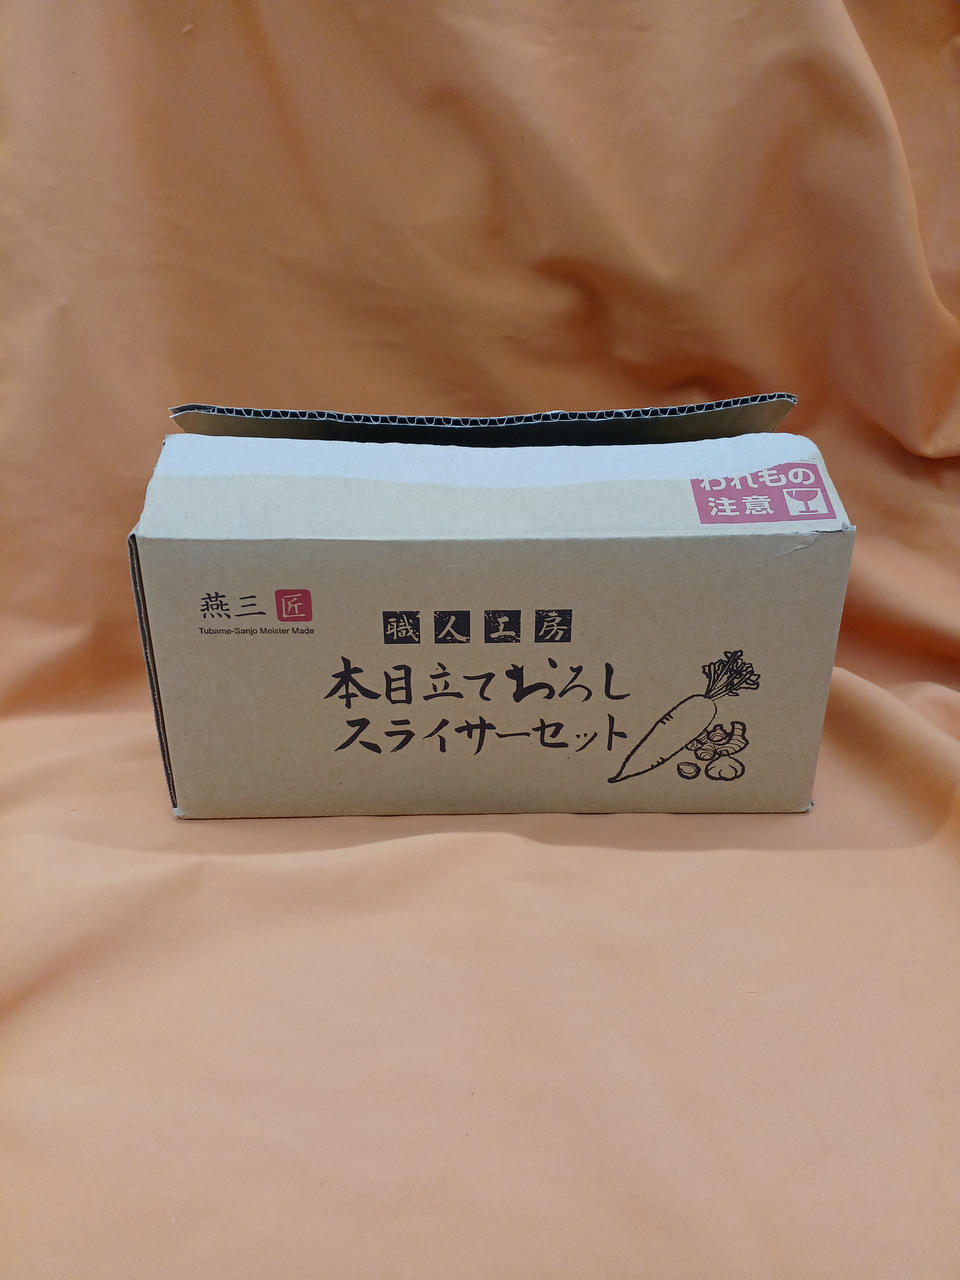 われもの
注意
燕三 匠
Tubame-Sanjo Meister Made
職人工房
本目立ておろし
スライサーセット